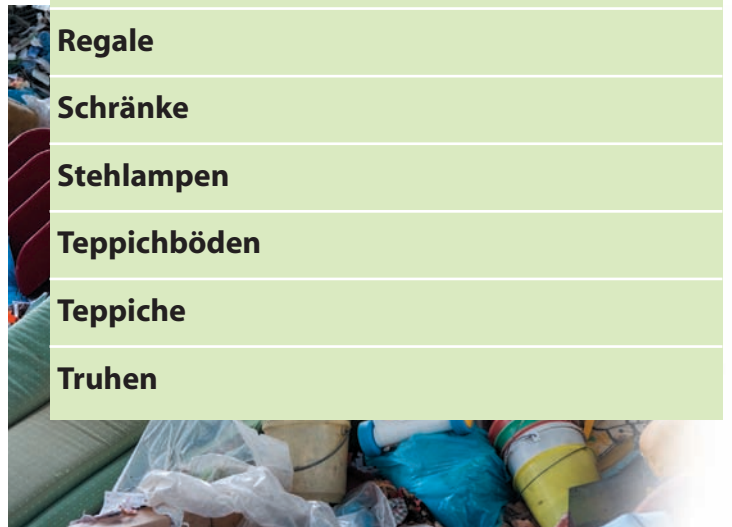 Regale
Schränke
Stehlampen
Teppichböden
Teppiche
Truhen